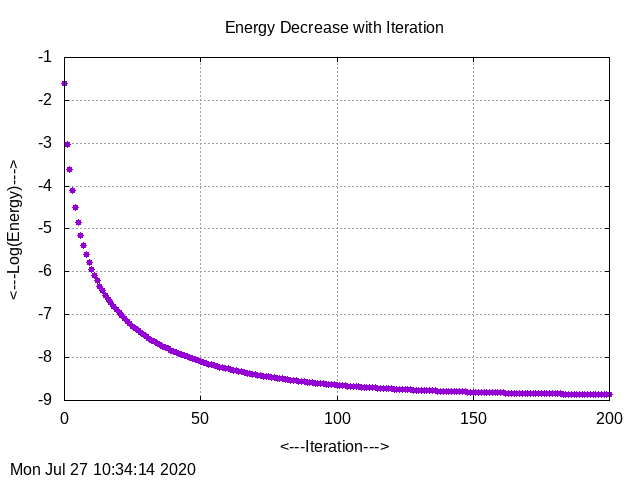 Energy Decrease with Iteration
-1
-2
-3
-4
-5
-6
-7
-8
-9
<---Log(Energy)--->
0 50 100 150 200
<---Iteration--->
Mon Jul 27 10:34:14 2020